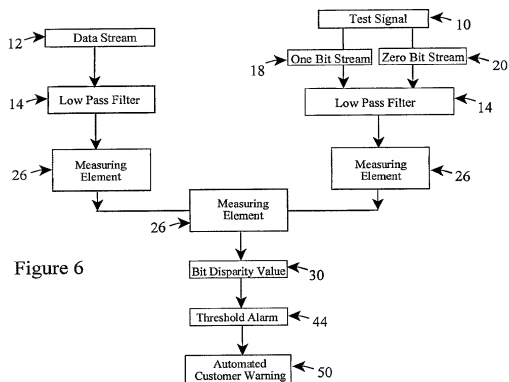 Test Signal
10
12
Data Stream
18
One Bit Stream
Zero Bit Stream
20
14
Low Pass Filter
Low Pass Filter
14
26
Measuring
Element
Measuring
Element
26
Measuring
Element
26
Figure 6
Bit Disparity Value
30
Threshold Alarm
44
Automated
Customer Warning
50